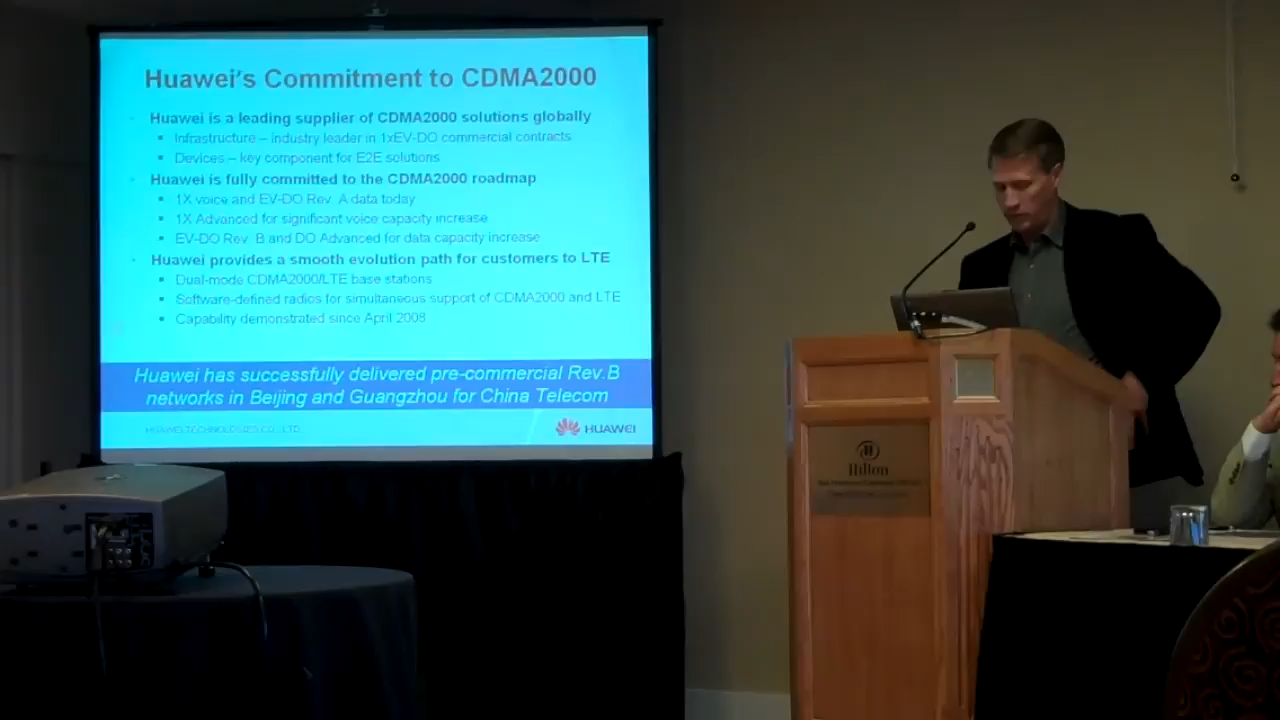 Huawei's Commitment to CDMA2000
Huawei is a leading supplier of CDMA2000 solutions globally
Infrastructure – industry leader in 1xEV-DO commercial contracts
Devices – key component for E2E solutions
Huawei is fully committed to the CDMA2000 roadmap
1X voice and EV-DO Rev. A data today
1X Advanced for significant voice capacity increase
EV-DO Rev. B and DO Advanced for data capacity increase
Huawei provides a smooth evolution path for customers to LTE
Dual-mode CDMA2000/LTE base stations
Software-defined radios for simultaneous support of CDMA2000 and LTE
Capability demonstrated since April 2008
Huawei has successfully delivered pre-commercial Rev.B
networks in Beijing and Guangzhou for China Telecom
HUAWEI TECHNOLOGIES CO., LTD.
HUAWEI
Hilton